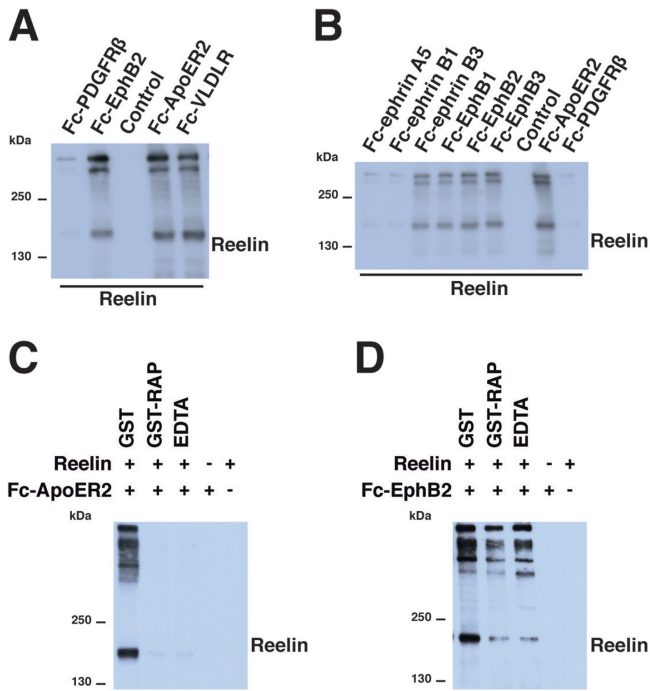 A
Fc-PDGFRβ
Fc-EphB2
Control
Fc-ApoER2
Fc-VLDLR
kDa
250
130
Reelin
Reelin
B
Fc-ephrin A5
Fc-ephrin B1
Fc-ephrin B3
Fc-EphB1
Fc-EphB2
Fc-EphB3
Control
Fc-ApoER2
Fc-PDGFRβ
kDa
250
130
Reelin
Reelin
C
GST
GST-RAP
EDTA
Reelin + + + - +
Fc-ApoER2 + + + + -
kDa
250
130
Reelin
D
GST
GST-RAP
EDTA
Reelin + + + - +
Fc-EphB2 + + + + -
kDa
250
130
Reelin